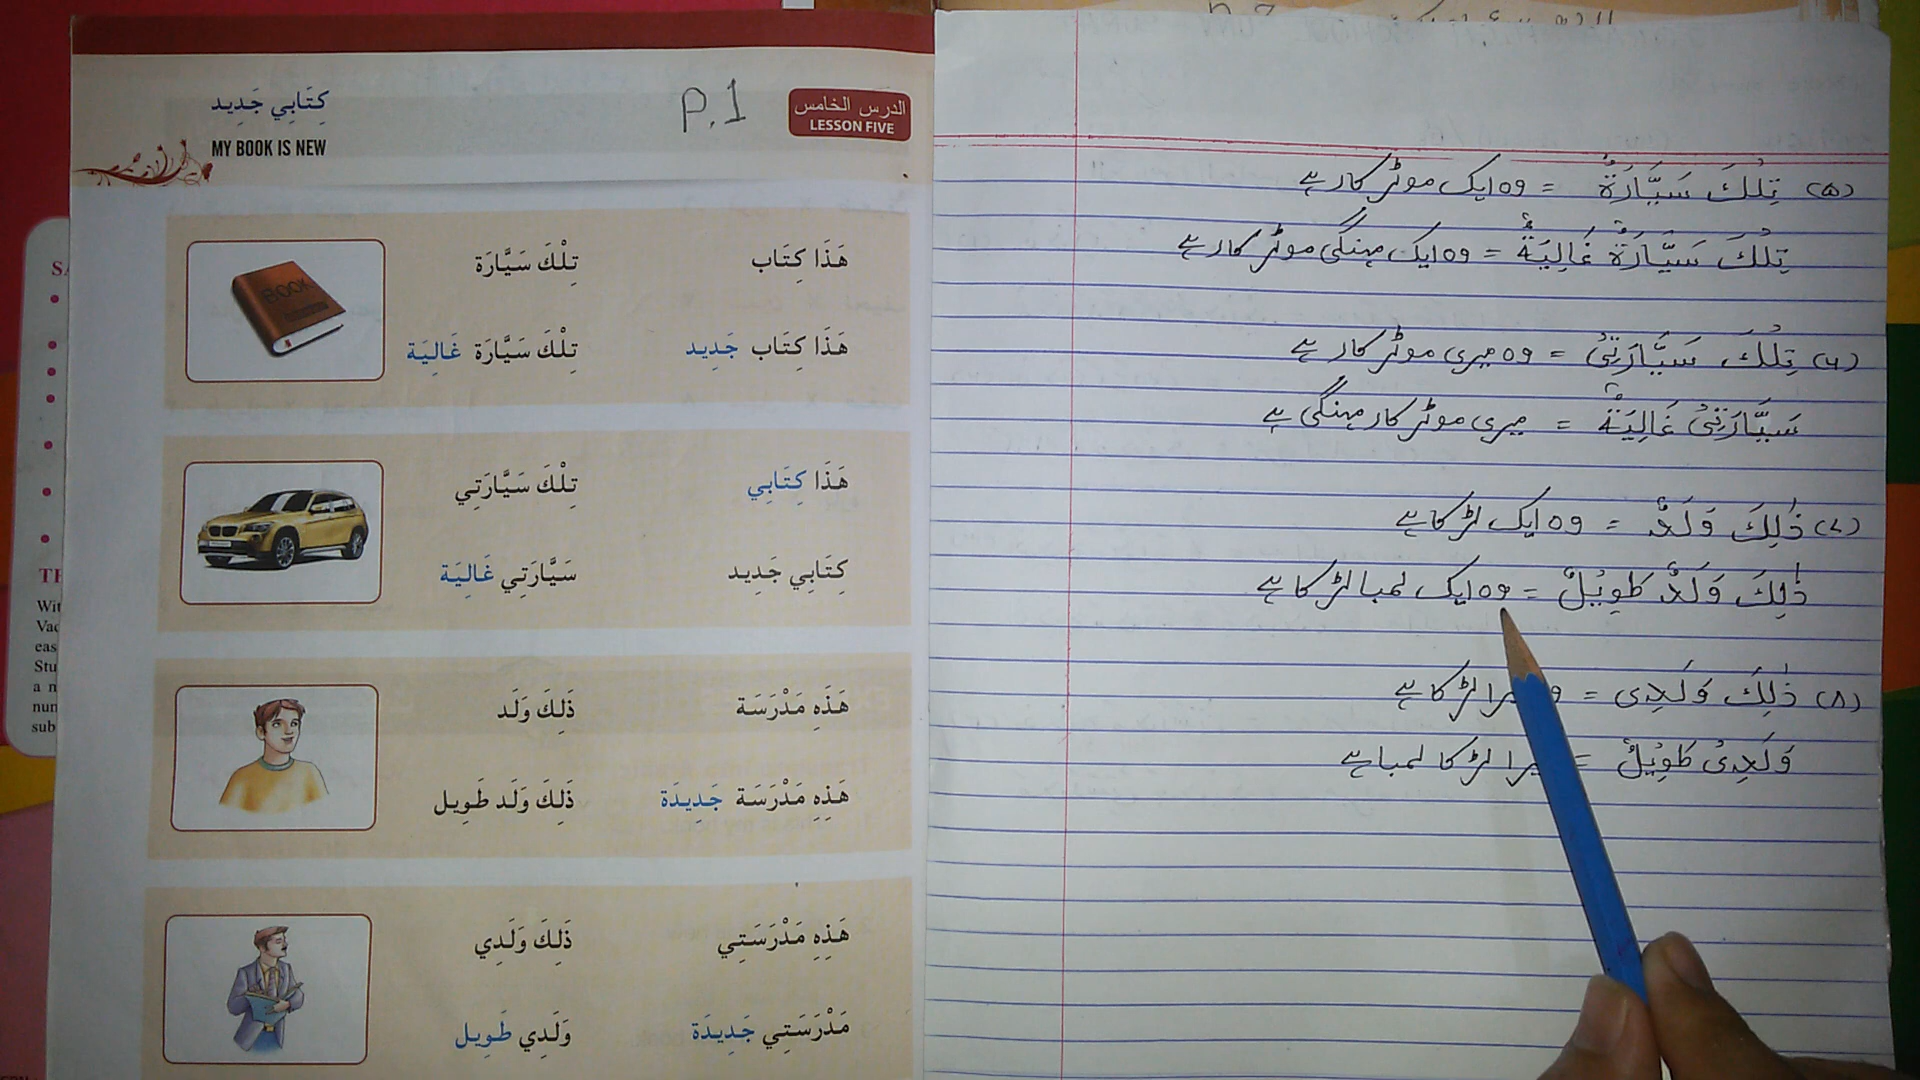 كِتَابِي جَدِيد
P.1
الدرس الخامس
LESSON FIVE
MY BOOK IS NEW
هَذَا كِتَاب
تِلْكَ سَيَّارَة
BOOK
هَذَا كِتَاب جَدِيد
تِلْكَ سَيَّارَة غَالِيَة
هَذَا كِتَابِي
تِلْكَ سَيَّارَتِي
كِتَابِي جَدِيد
سَيَّارَتِي غَالِيَة
هَذِهِ مَدْرَسَة
ذَلِكَ وَلَد
هَذِهِ مَدْرَسَة جَدِيدَة
ذَلِكَ وَلَد طَوِيل
هَذِهِ مَدْرَسَتِي
ذَلِكَ وَلَدِي
مَدْرَسَتِي جَدِيدَة
وَلَدِي طَوِيل
(۵) تِلْكَ سَيَّارَةٌ = وہ ایک موٹر کار ہے
تِلْكَ سَيَّارَةٌ غَالِيَةٌ = وہ ایک مہنگی موٹر کار ہے
(۶) تِلْكَ سَيَّارَتِیْ = وہ میری موٹر کار ہے
سَيَّارَتِیْ غَالِيَةٌ = میری موٹر کار مہنگی ہے
(۷) ذٰلِكَ وَلَدٌ = وہ ایک لڑکا ہے
ذٰلِكَ وَلَدٌ طَوِيْلٌ = وہ ایک لمبا لڑکا ہے
(۸) ذٰلِكَ وَلَدِی = لڑکا ہے
وَلَدِیْ طَوِيْلٌ = لڑکا لمبا ہے